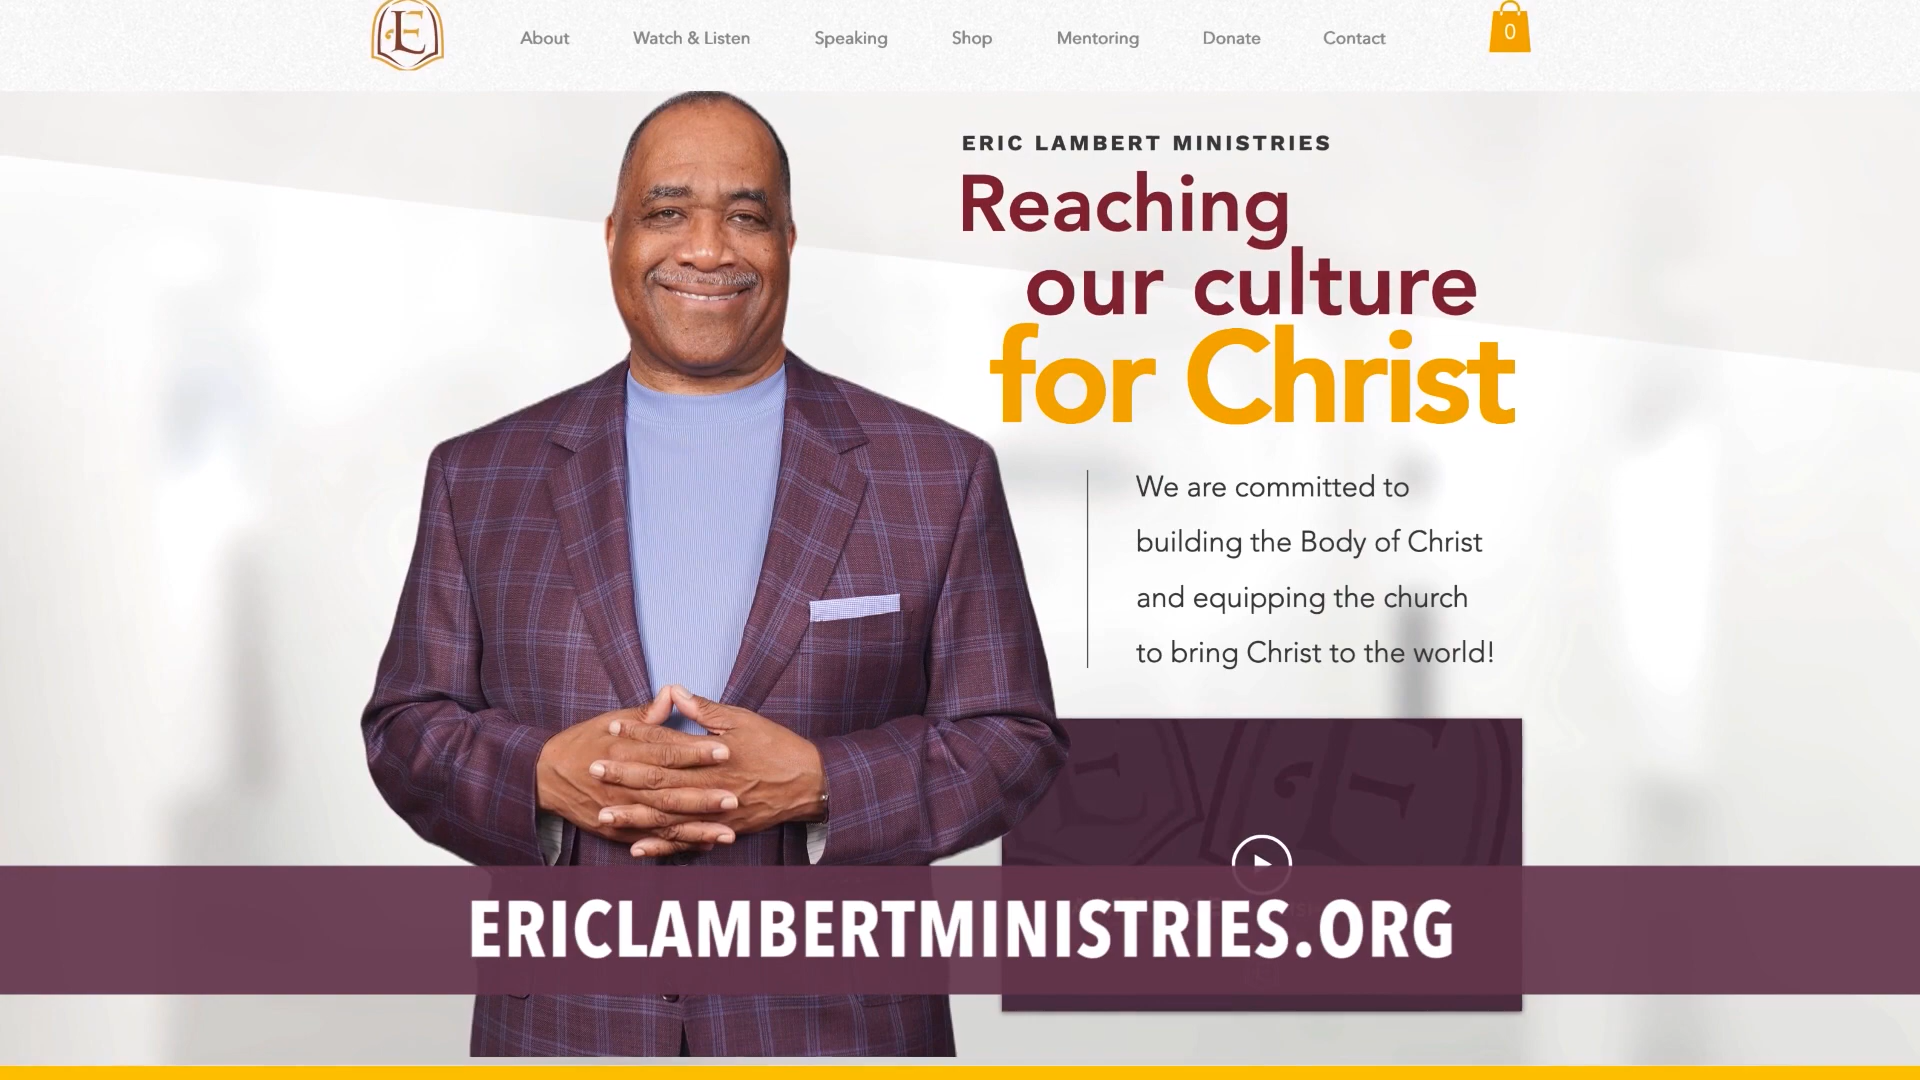 E
About
Watch & Listen
Speaking
Shop
Mentoring
Donate
Contact
0
ERIC LAMBERT MINISTRIES
Reaching
our culture
for Christ
We are committed to
building the Body of Christ
and equipping the church
to bring Christ to the world!
E E
ERICLAMBERTMINISTRIES.ORG